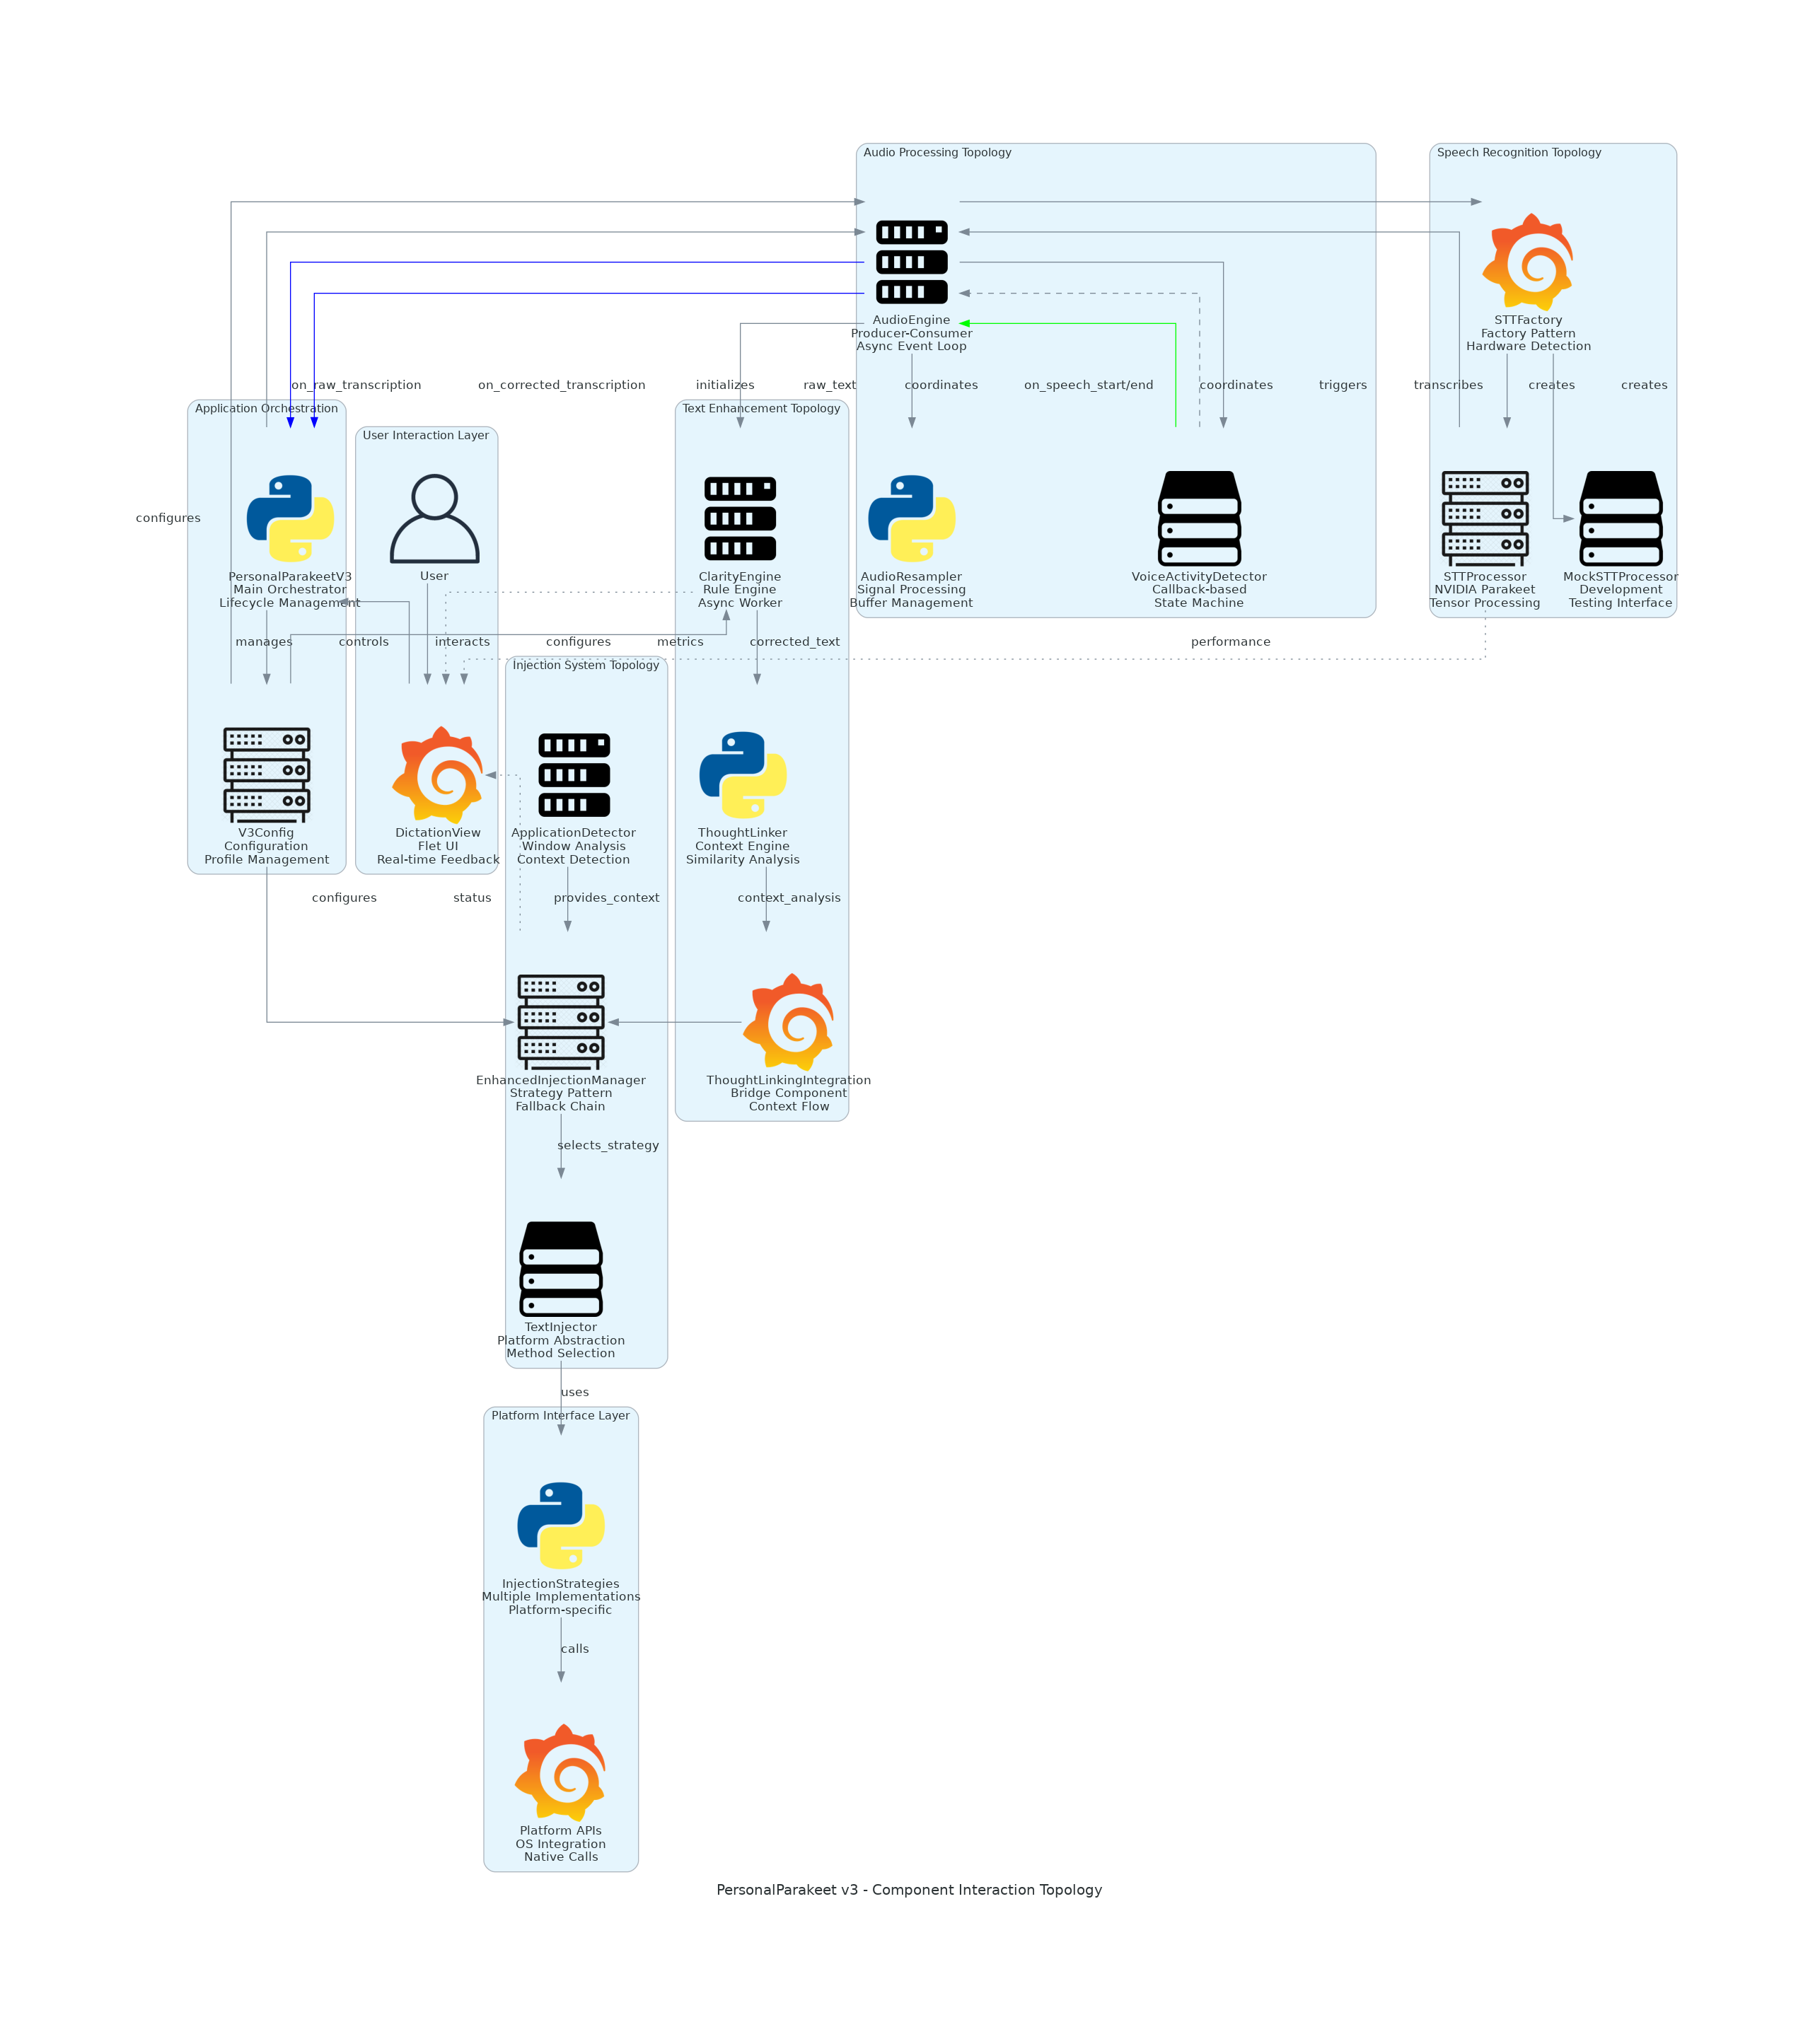 Audio Processing Topology
Speech Recognition Topology
AudioEngine
Producer-Consumer
Async Event Loop
STTFactory
Factory Pattern
Hardware Detection
on_raw_transcription
on_corrected_transcription
initializes
raw_text
coordinates
on_speech_start/end
coordinates
triggers
transcribes
creates
creates
Application Orchestration
User Interaction Layer
Text Enhancement Topology
configures
PersonalParakeetV3
Main Orchestrator
Lifecycle Management
User
ClarityEngine
Rule Engine
Async Worker
AudioResampler
Signal Processing
Buffer Management
VoiceActivityDetector
Callback-based
State Machine
STTProcessor
NVIDIA Parakeet
Tensor Processing
MockSTTProcessor
Development
Testing Interface
manages
controls
interacts
configures
metrics
corrected_text
performance
Injection System Topology
V3Config
Configuration
Profile Management
DictationView
Flet UI
Real-time Feedback
ApplicationDetector
Window Analysis
Context Detection
ThoughtLinker
Context Engine
Similarity Analysis
configures
status
provides_context
context_analysis
EnhancedInjectionManager
Strategy Pattern
Fallback Chain
ThoughtLinkingIntegration
Bridge Component
Context Flow
selects_strategy
TextInjector
Platform Abstraction
Method Selection
uses
Platform Interface Layer
InjectionStrategies
Multiple Implementations
Platform-specific
calls
Platform APIs
OS Integration
Native Calls
PersonalParakeet v3 - Component Interaction Topology